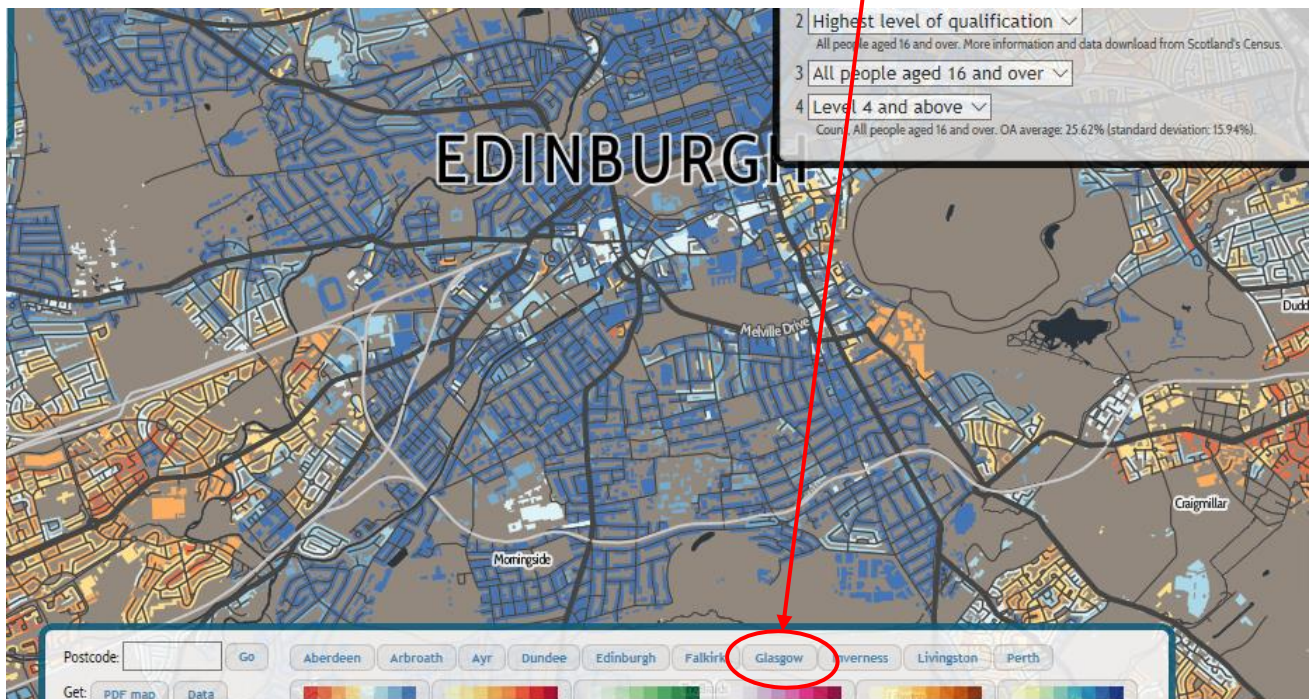 2 Highest level of qualification
All people aged 16 and over. More information and data download from Scotland's Census.
3 All people aged 16 and over
4 Level 4 and above
Count. All people aged 16 and over. OA average: 25.62% (standard deviation: 15.94%).
EDINBURGH
Melville Drive
Dudd
Craigmillar
Morningside
Postcode: Go Aberdeen Arbroath Ayr Dundee Edinburgh Falkirk Glasgow Inverness Livingston Perth
Get: PDF map Data